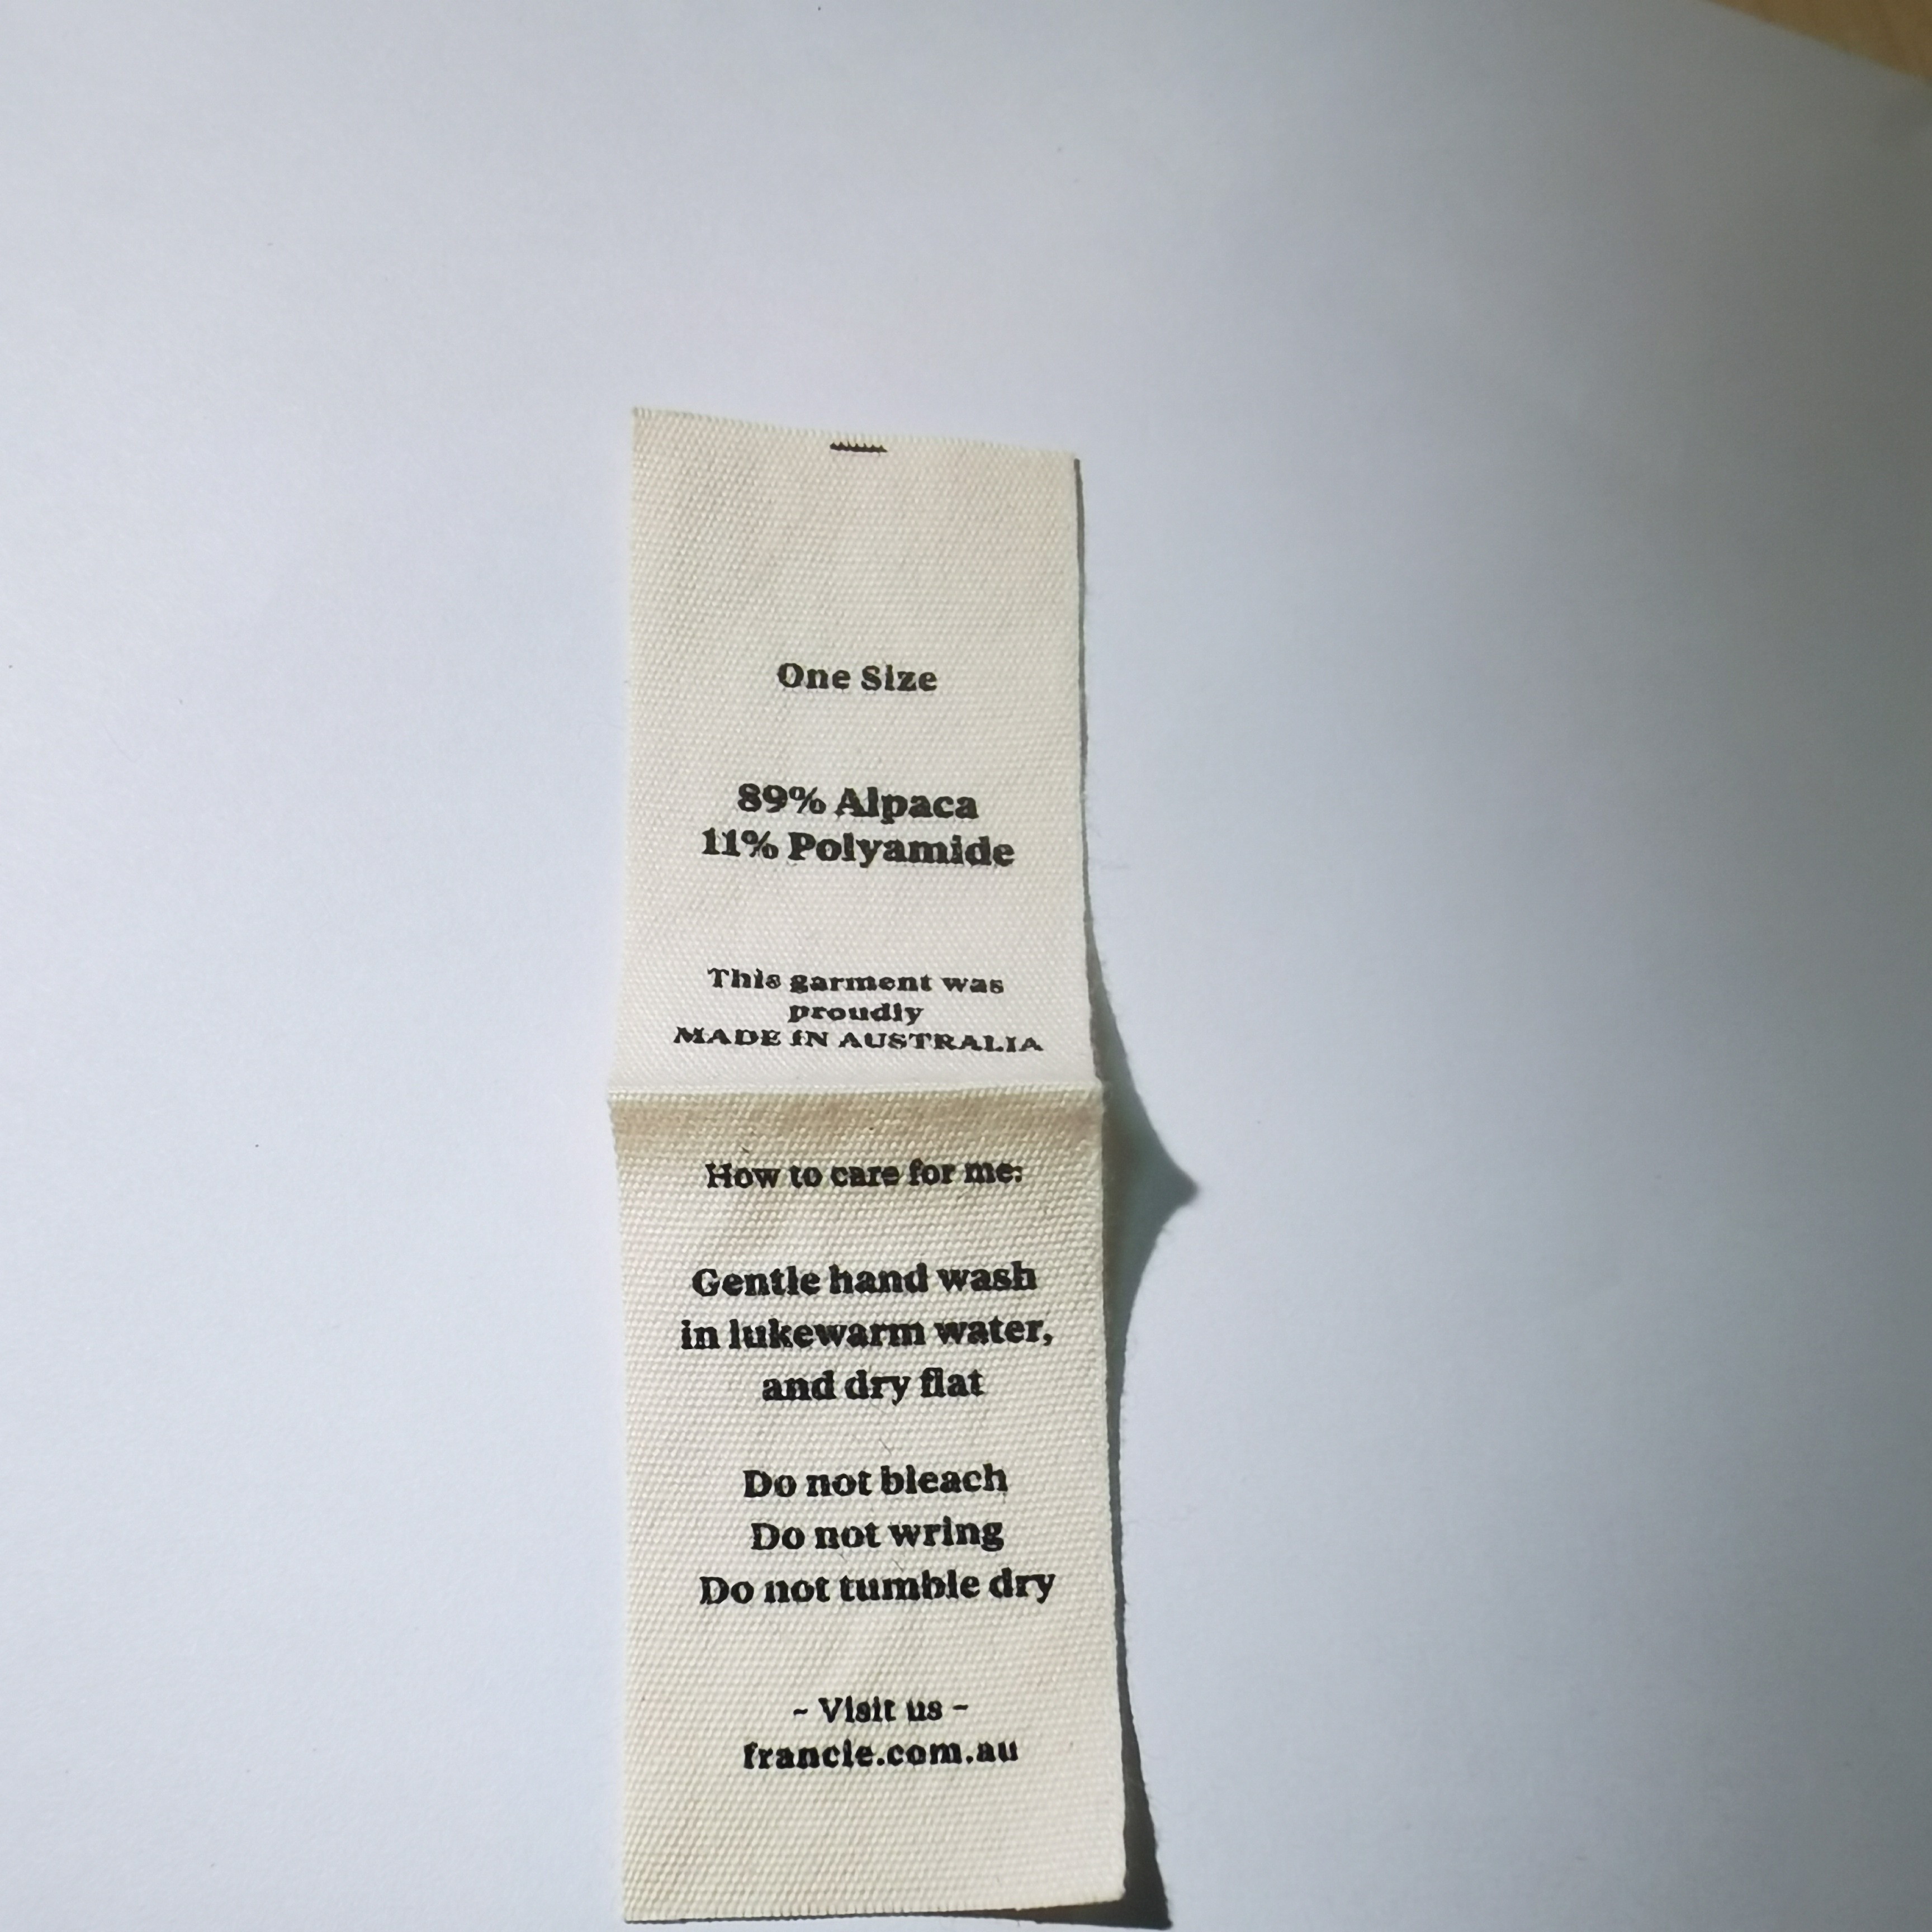 One Size
89% Alpaca
11% Polyamide
This garment was
proudly
MADE IN AUSTRALIA
How to care for me:
Gentle hand wash
in lukewarm water,
and dry flat
Do not bleach
Do not wring
Do not tumble dry
~ Visit us ~
francie.com.au